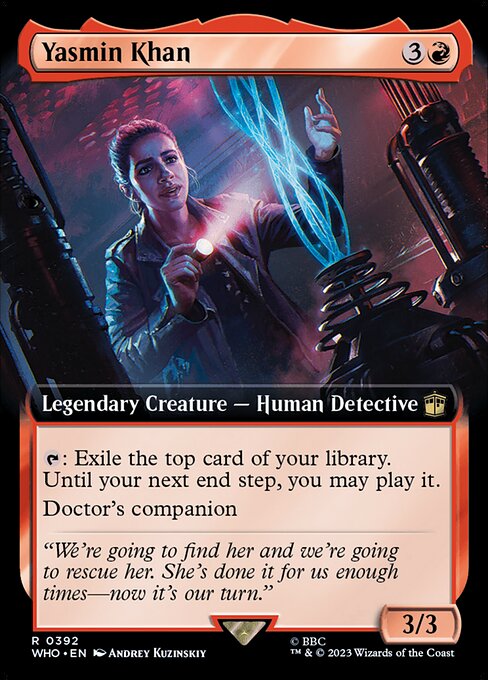 Yasmin Khan 3
Legendary Creature — Human Detective
: Exile the top card of your library.
Until your next end step, you may play it.
Doctor's companion
“We’re going to find her and we’re going
to rescue her. She’s done it for us enough
times—now it’s our turn.”
3/3
R 0392
WHO • EN Andrey Kuzinskiy
© BBC
™ & © 2023 Wizards of the Coast